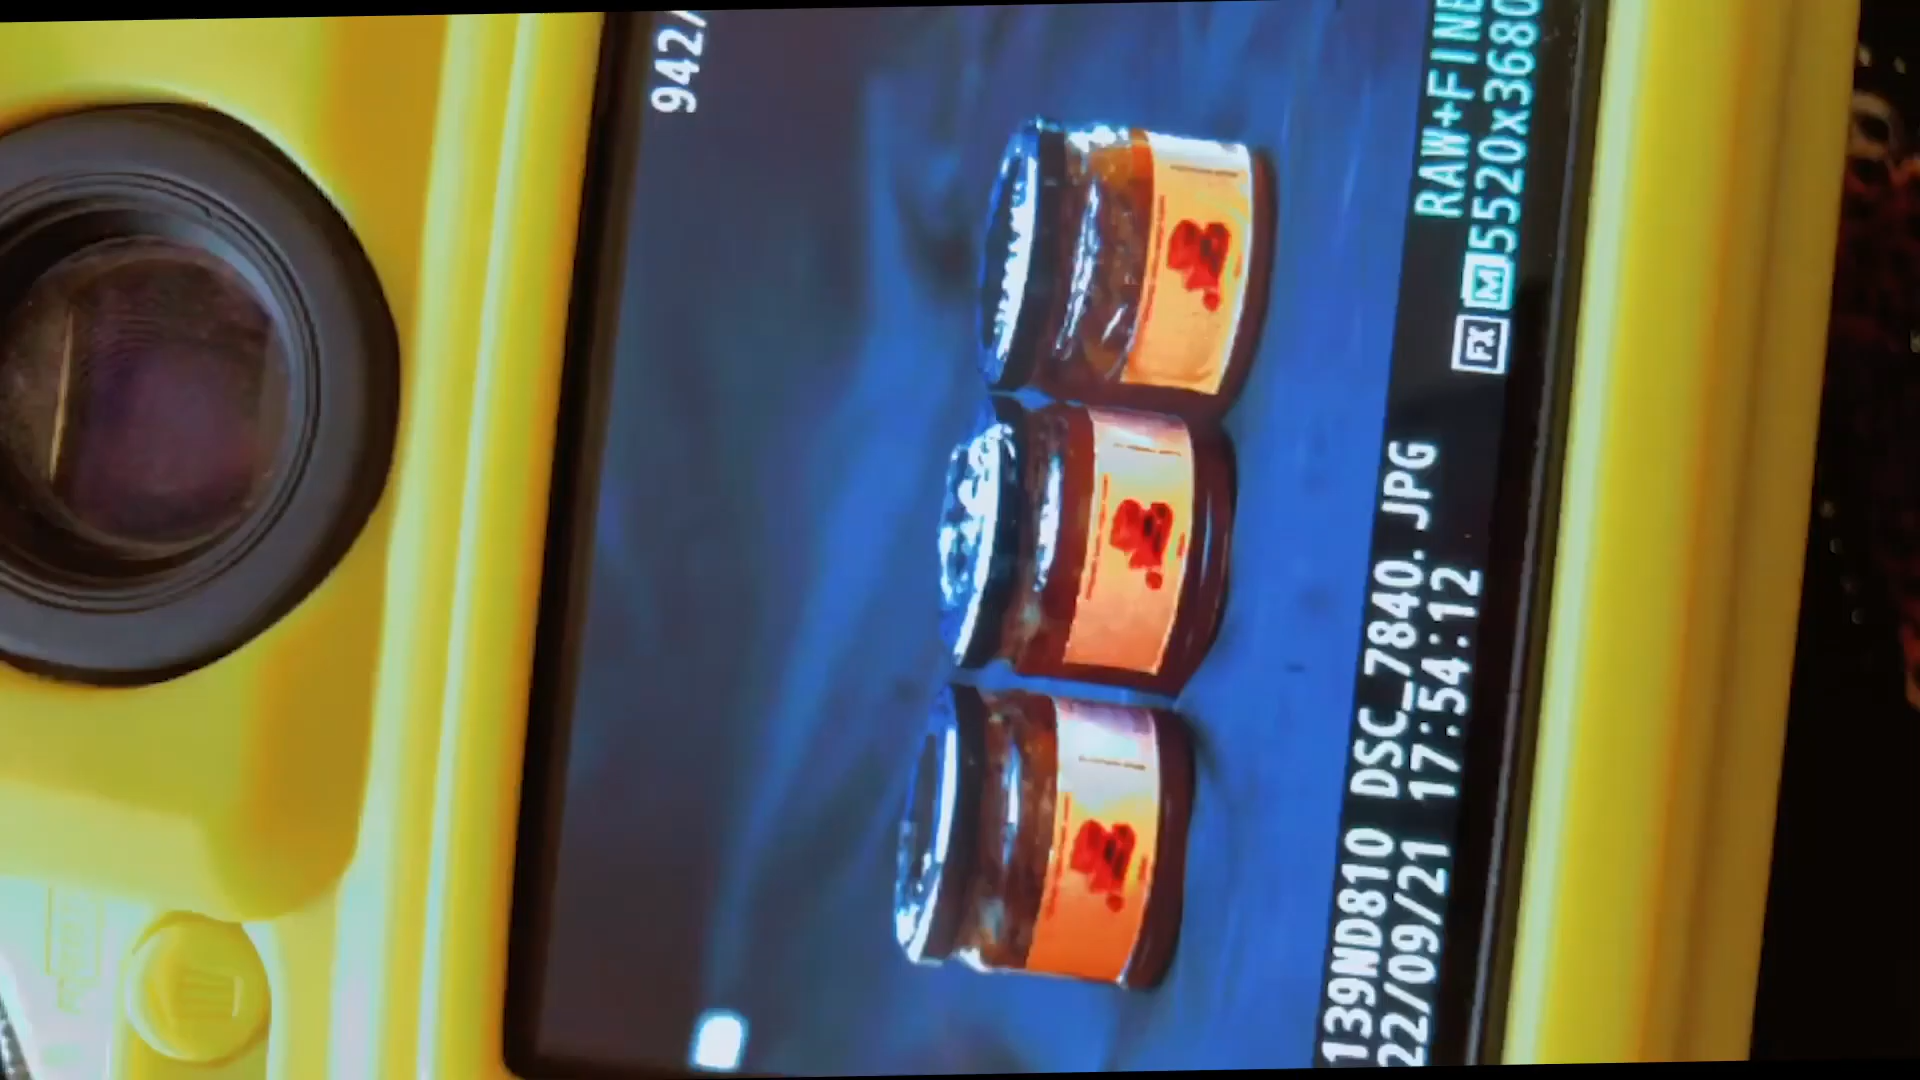 942/
139ND810 DSC_7840.JPG
22/09/21 17:54:12
RAW+FINE
FX M 5520x3680